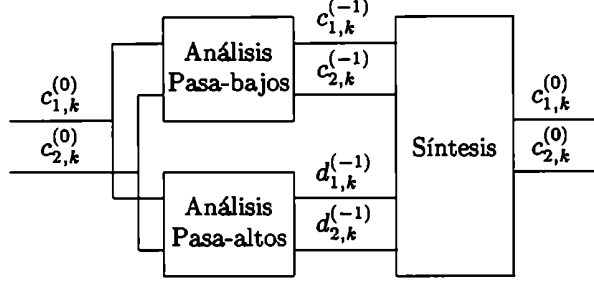 c_{1,k}^{(0)}
c_{2,k}^{(0)}
Análisis
Pasa-bajos
c_{1,k}^{(-1)}
c_{2,k}^{(-1)}
Análisis
Pasa-altos
d_{1,k}^{(-1)}
d_{2,k}^{(-1)}
Síntesis
c_{1,k}^{(0)}
c_{2,k}^{(0)}